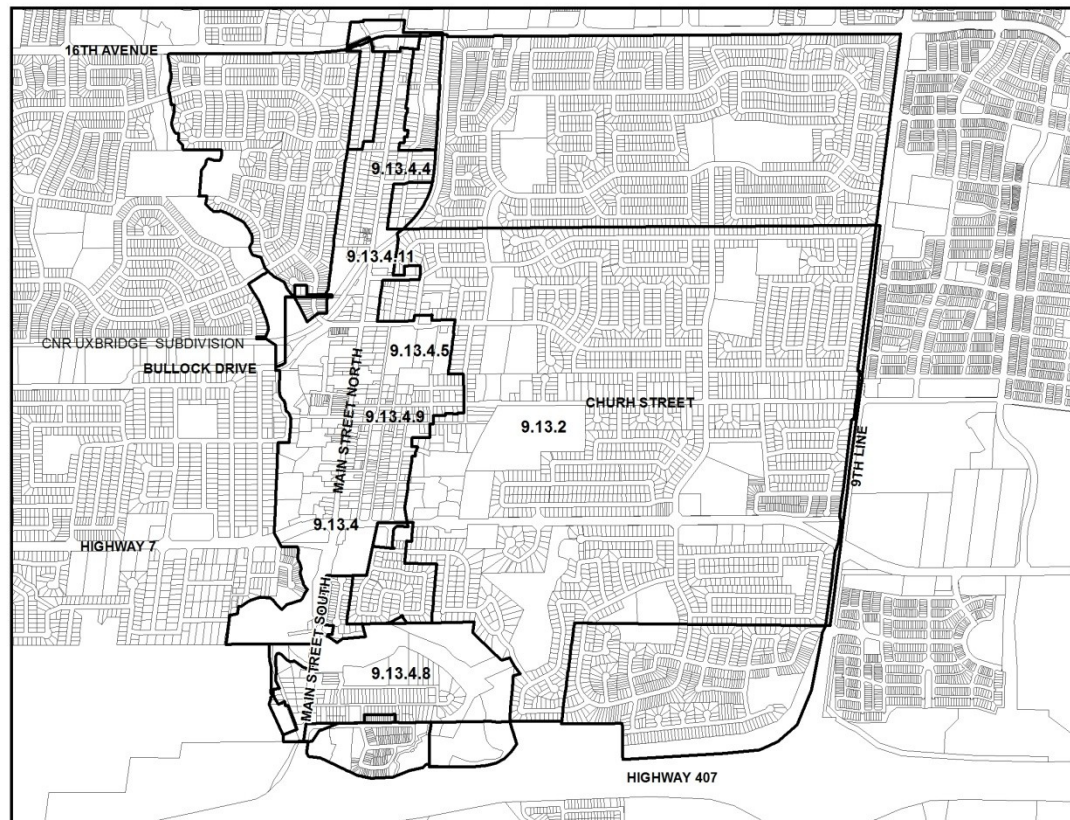 16TH AVENUE
9.13.4.4
9.13.4.11
CNR UXBRIDGE SUBDIVISION
BULLOCK DRIVE
9.13.4.5
MAIN STREET NORTH
CHURH STREET
9.13.4.9
9.13.2
9TH LINE
9.13.4
HIGHWAY 7
MAIN STREET SOUTH
9.13.4.8
HIGHWAY 407